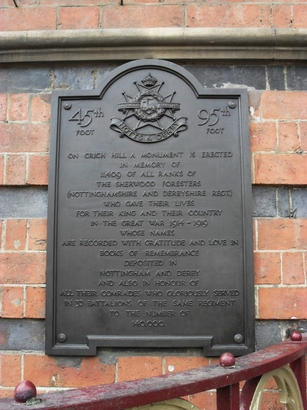 45th 95th
FOOT FOOT
ON CRICH HILL A MONUMENT IS ERECTED
IN MEMORY OF
11,409 OF ALL RANKS OF
THE SHERWOOD FORESTERS
(NOTTINGHAMSHIRE AND DERBYSHIRE REGT.)
WHO GAVE THEIR LIVES
FOR THEIR KING AND THEIR COUNTRY
IN THE GREAT WAR 1914-1919
WHOSE NAMES
ARE RECORDED WITH GRATITUDE AND LOVE IN
BOOKS OF REMEMBRANCE
DEPOSITED IN
NOTTINGHAM AND DERBY
AND ALSO IN HONOUR OF
ALL THEIR COMRADES WHO GLORIOUSLY SERVED
IN 30 BATTALIONS OF THE SAME REGIMENT
TO THE NUMBER OF
140,000.